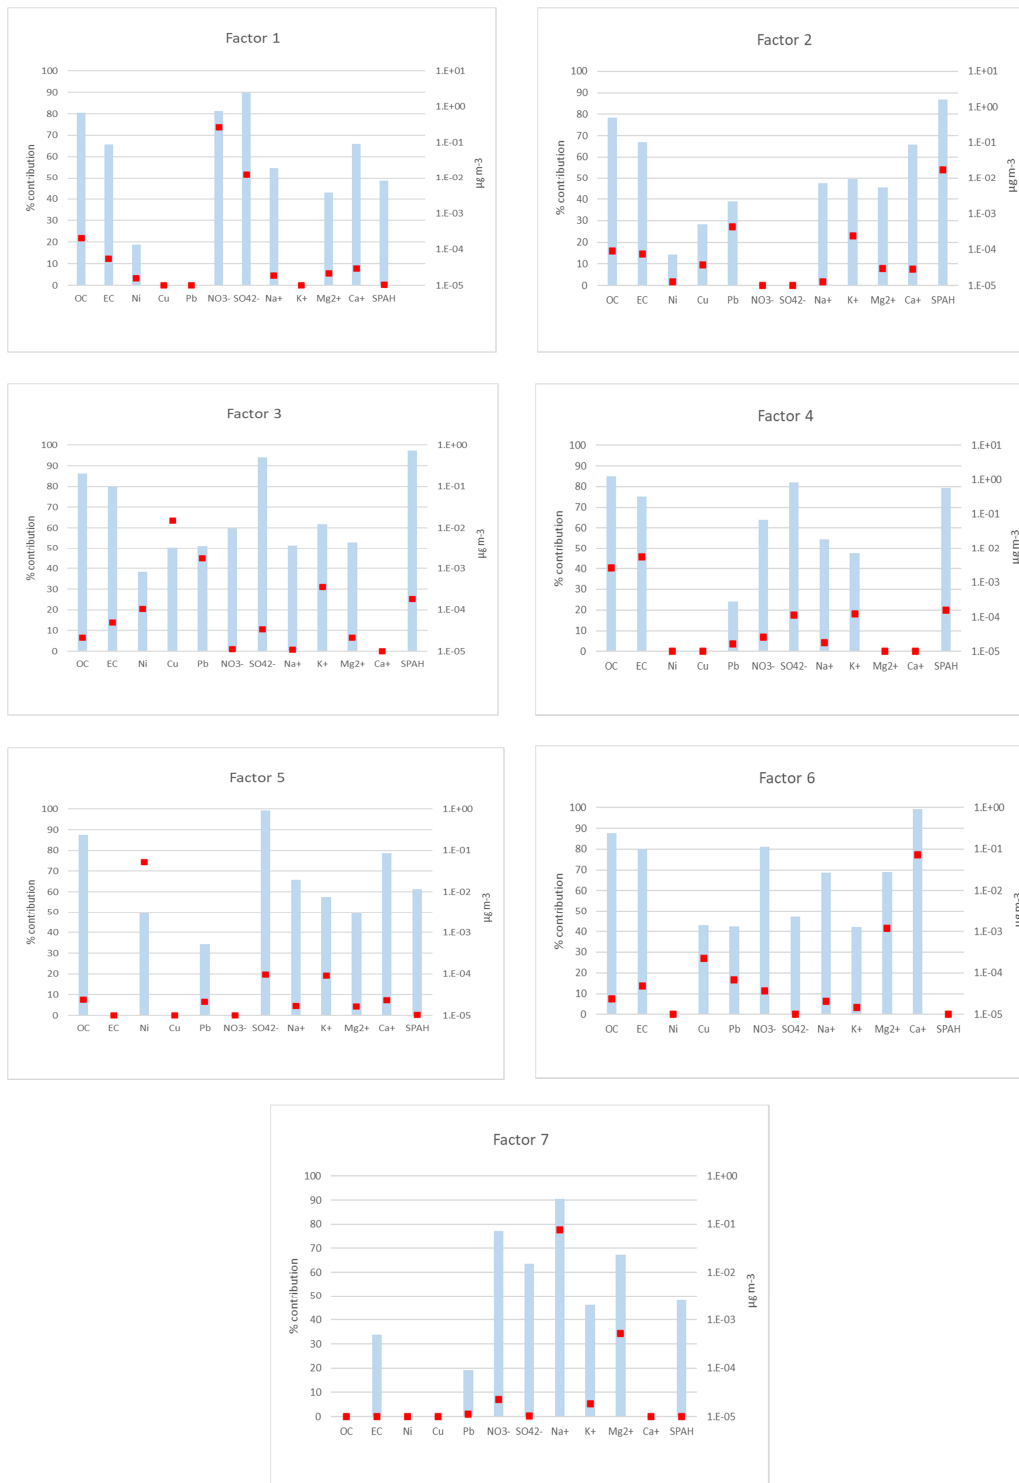 Factor 1
% contribution
100
90
80
70
60
50
40
30
20
10
0
1.E+01
1.E+00
1.E-01
1.E-02
1.E-03
1.E-04
1.E-05
µg m-3
OC EC Ni Cu Pb NO3- SO42- Na+ K+ Mg2+ Ca+ SPAH
Factor 2
% contribution
100
90
80
70
60
50
40
30
20
10
0
1.E+01
1.E+00
1.E-01
1.E-02
1.E-03
1.E-04
1.E-05
µg m-3
OC EC Ni Cu Pb NO3- SO42- Na+ K+ Mg2+ Ca+ SPAH
Factor 3
% contribution
100
90
80
70
60
50
40
30
20
10
0
1.E+00
1.E-01
1.E-02
1.E-03
1.E-04
1.E-05
µg m-3
OC EC Ni Cu Pb NO3- SO42- Na+ K+ Mg2+ Ca+ SPAH
Factor 4
% contribution
100
90
80
70
60
50
40
30
20
10
0
1.E+01
1.E+00
1.E-01
1.E-02
1.E-03
1.E-04
1.E-05
µg m-3
OC EC Ni Cu Pb NO3- SO42- Na+ K+ Mg2+ Ca+ SPAH
Factor 5
% contribution
100
90
80
70
60
50
40
30
20
10
0
1.E+00
1.E-01
1.E-02
1.E-03
1.E-04
1.E-05
µg m-3
OC EC Ni Cu Pb NO3- SO42- Na+ K+ Mg2+ Ca+ SPAH
Factor 6
% contribution
100
90
80
70
60
50
40
30
20
10
0
1.E+00
1.E-01
1.E-02
1.E-03
1.E-04
1.E-05
µg m-3
OC EC Ni Cu Pb NO3- SO42- Na+ K+ Mg2+ Ca+ SPAH
Factor 7
% contribution
100
90
80
70
60
50
40
30
20
10
0
1.E+00
1.E-01
1.E-02
1.E-03
1.E-04
1.E-05
µg m-3
OC EC Ni Cu Pb NO3- SO42- Na+ K+ Mg2+ Ca+ SPAH